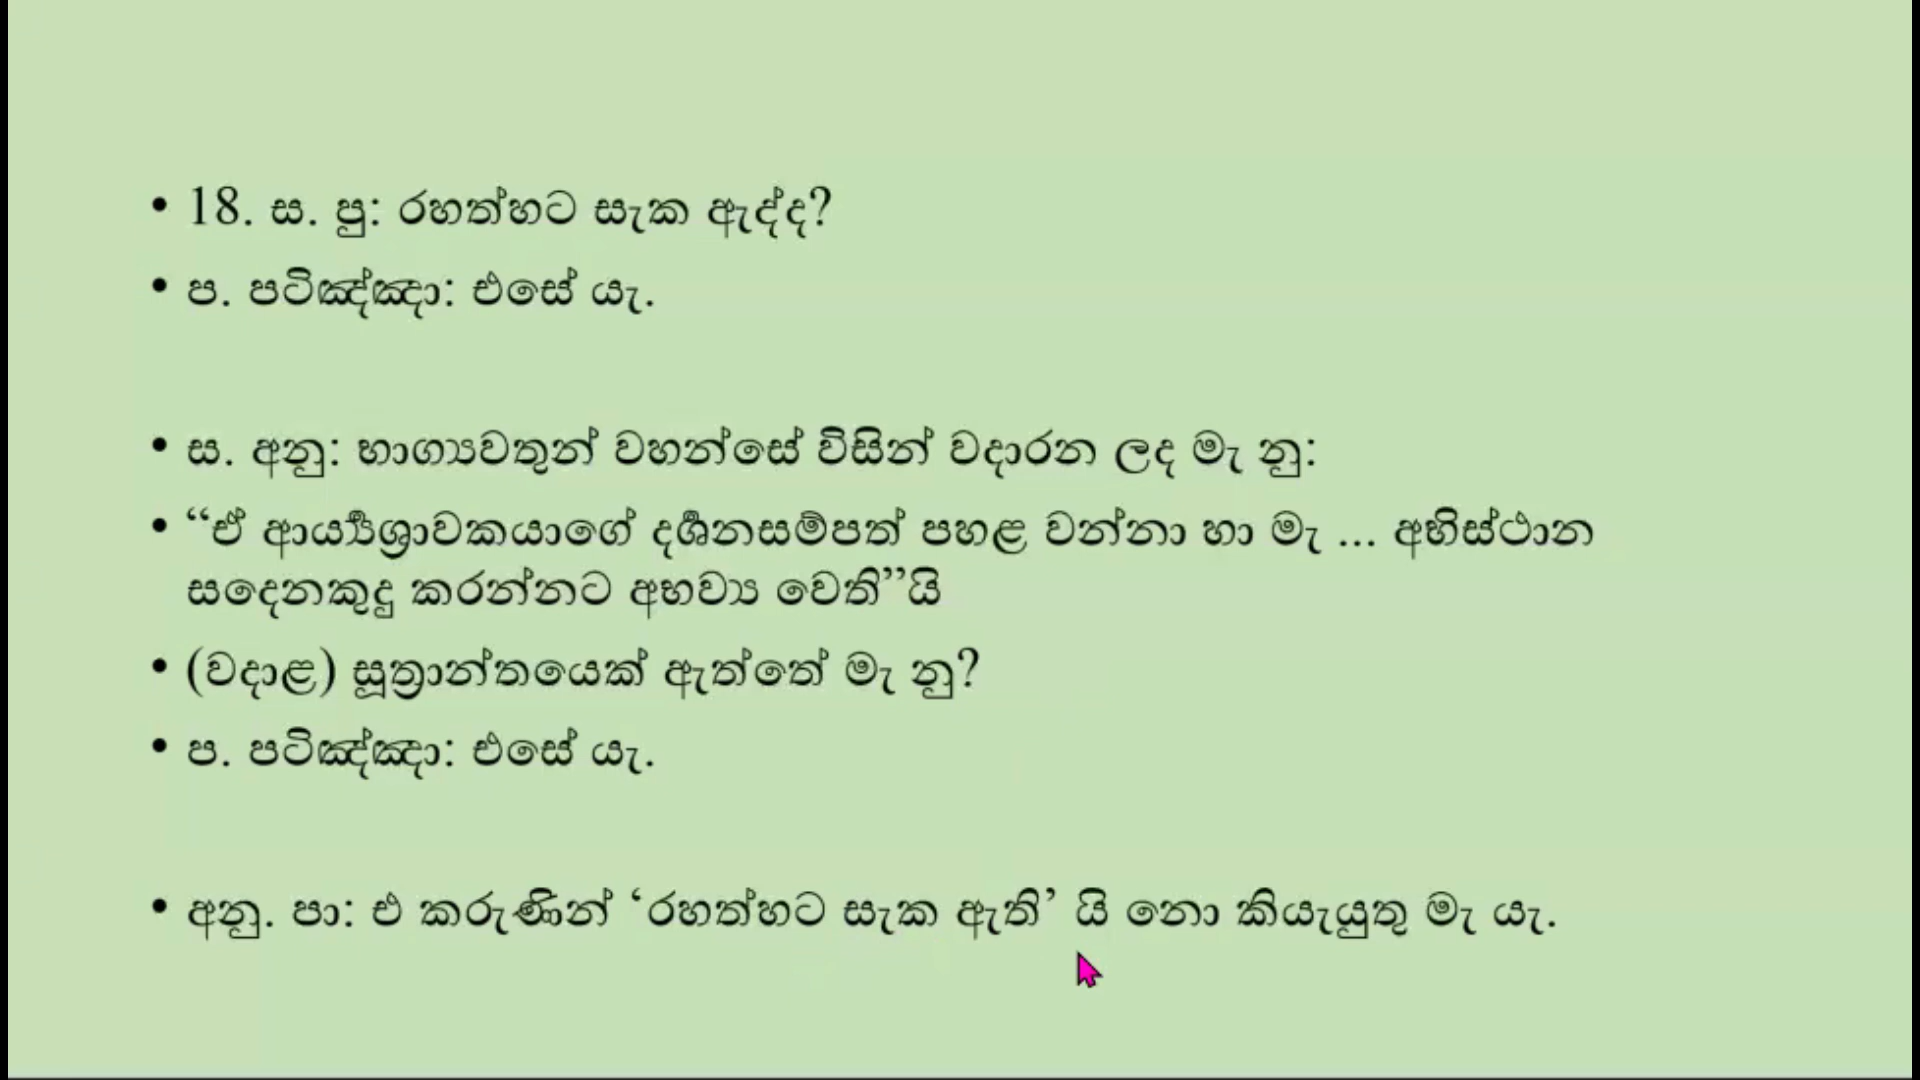 • 18. ස. පු: රහත්හට සැක ඇද්ද?
• ප. පටිඤ්ඤා: එසේ යැ.
• ස. අනු: භාග්‍යවතුන් වහන්සේ විසින් වදාරන ලද මැ නු:
• “ඒ ආර්‍ය්‍යශ්‍රාවකයාගේ දර්‍ශනසම්පත් පහළ වන්නා හා මැ ... අභිස්ථාන
සදෙනකුදු කරන්නට අභව්‍ය වෙති”යි
• (වදාළ) සූත්‍රාන්තයෙක් ඇත්තේ මැ නු?
• ප. පටිඤ්ඤා: එසේ යැ.
• අනු. පා: එ කරුණින් ‘රහත්හට සැක ඇති’ යි නො කියැයුතු මැ යැ.